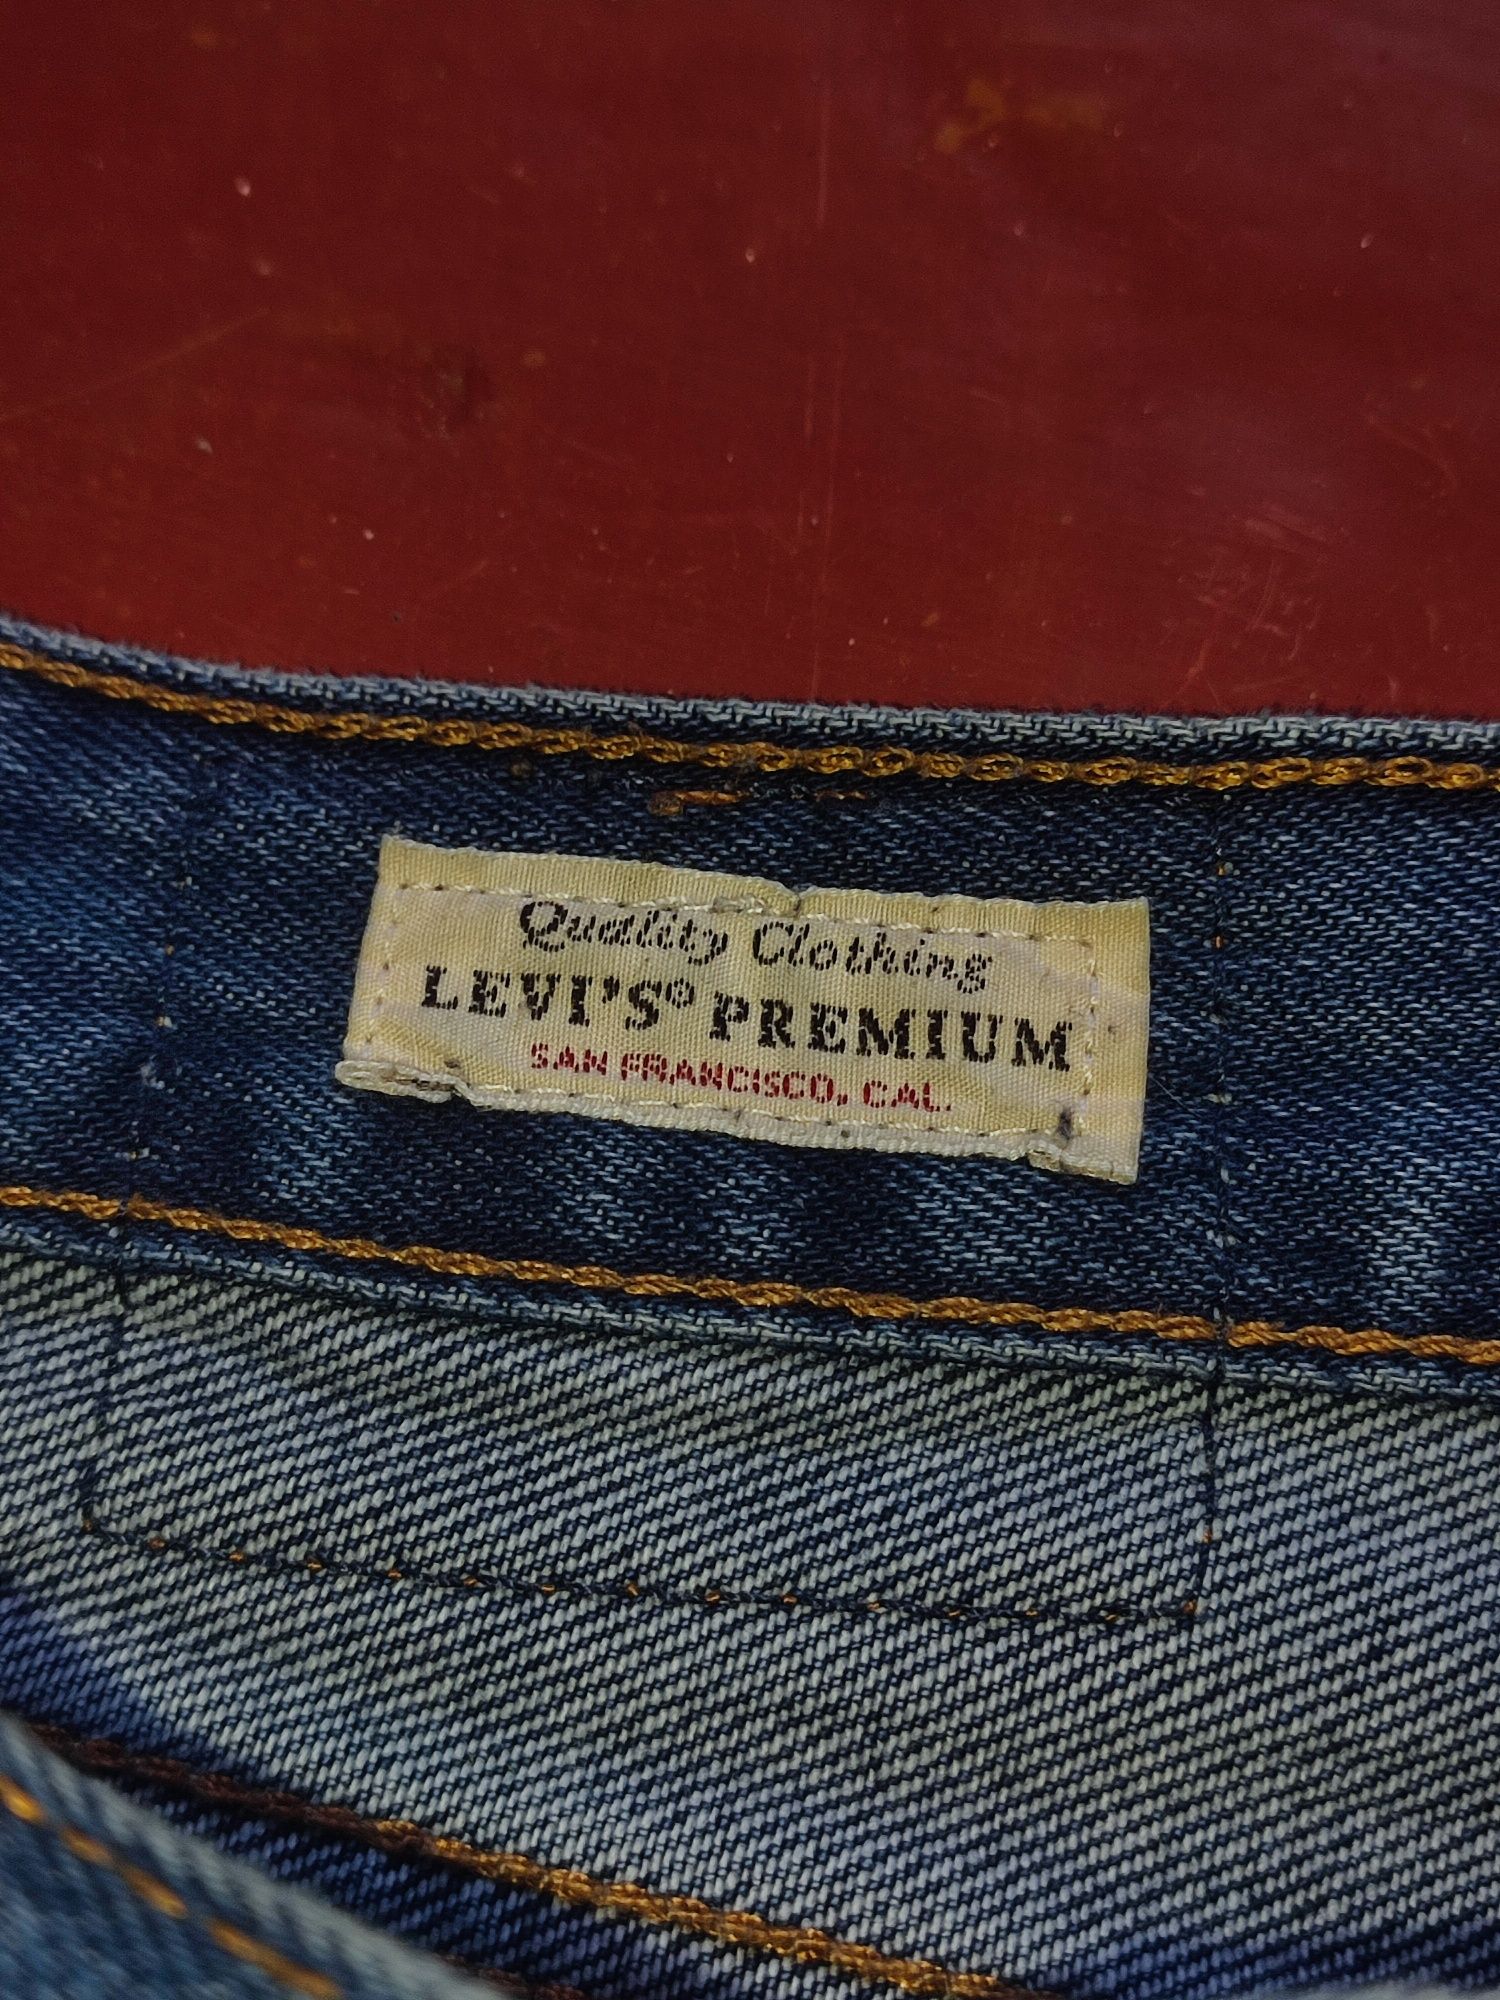 Quality Clothing
LEVI'S® PREMIUM
SAN FRANCISCO, CAL.